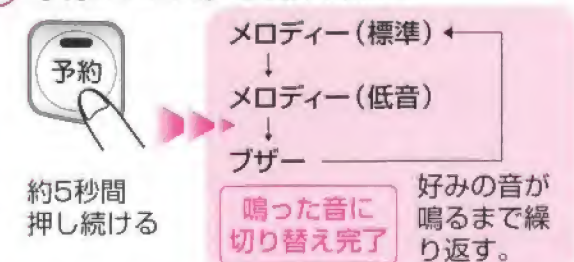 予約
約5秒間
押し続ける
メロディー(標準)
↓
メロディー(低音)
↓
ブザー
鳴った音に
切り替え完了
好みの音が
鳴るまで繰
り返す。